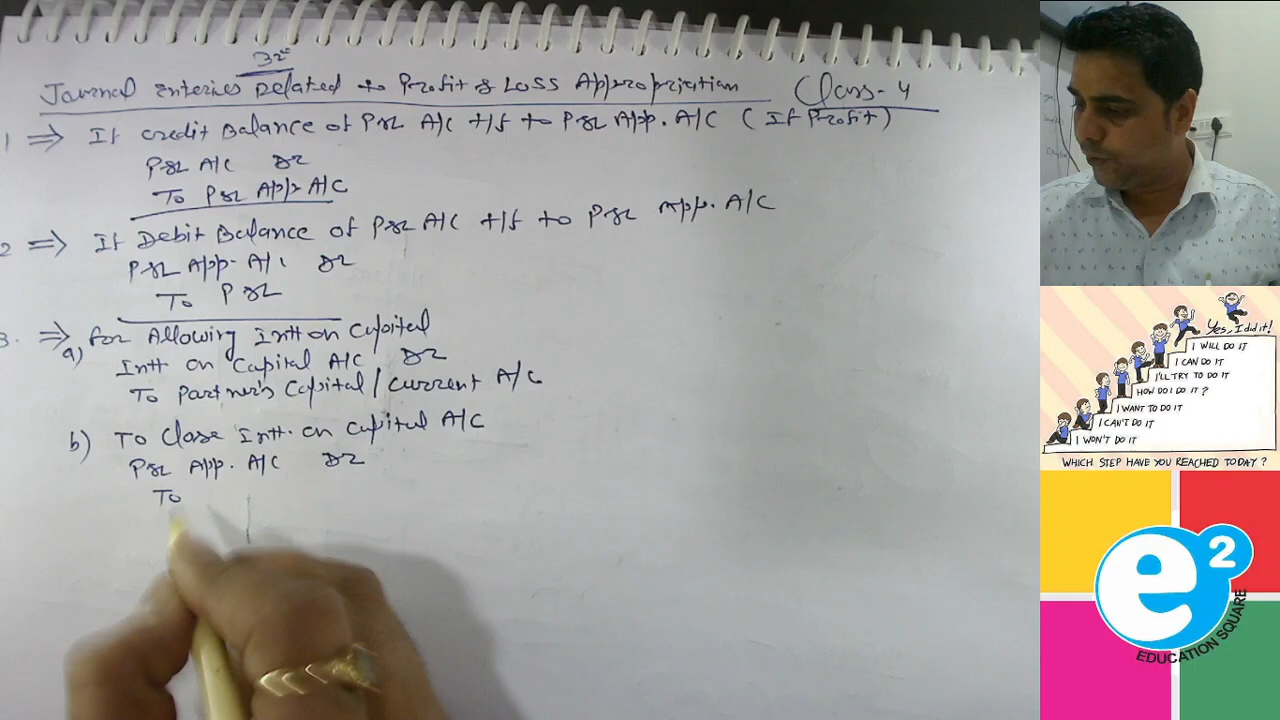 Journal Enteries Related to Profit & Loss Appropriation Class-4
1 ⇒ If credit Balance of P&L A/C t/f to P&L App. A/C (If Profit)
P&L A/C Dr
To P&L App. A/C
2 ⇒ If Debit Balance of P&L A/C t/f to P&L App. A/C
P&L App. A/C Dr
To P&L
3. ⇒ for Allowing Intt on Capital
a) Intt on Capital A/C Dr
To Partner's Capital / Current A/C
b) To Close Intt. on Capital A/C
P&L App. A/C Dr
To
Yes, I did it!
I WILL DO IT
I CAN DO IT
I'LL TRY TO DO IT
HOW DO I DO IT?
I WANT TO DO IT
I CAN'T DO IT
I WON'T DO IT
WHICH STEP HAVE YOU REACHED TODAY?
e2
EDUCATION SQUARE